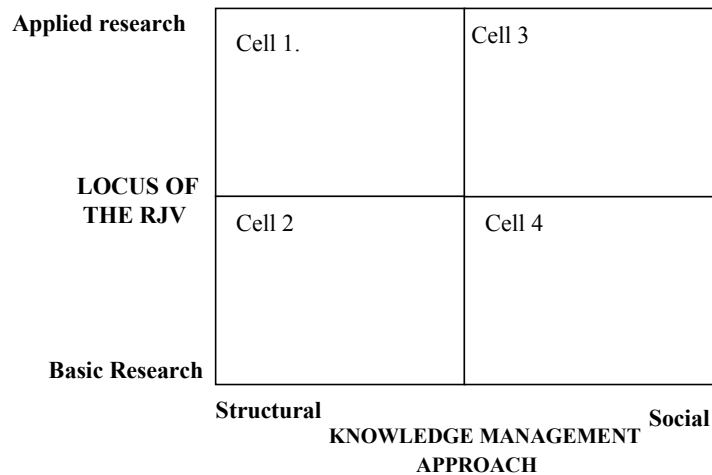 Applied research
Cell 1.
Cell 3
LOCUS OF
THE RJV
Cell 2
Cell 4
Basic Research
Structural
Social
KNOWLEDGE MANAGEMENT
APPROACH